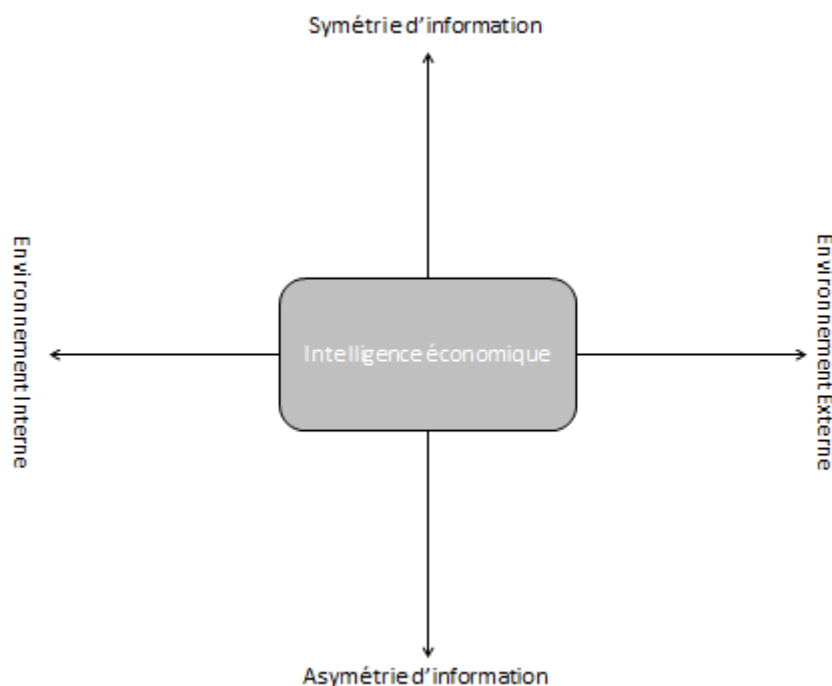 Symétrie d’information
Environnement Interne
Intelligence économique
Environnement Externe
Asymétrie d’information